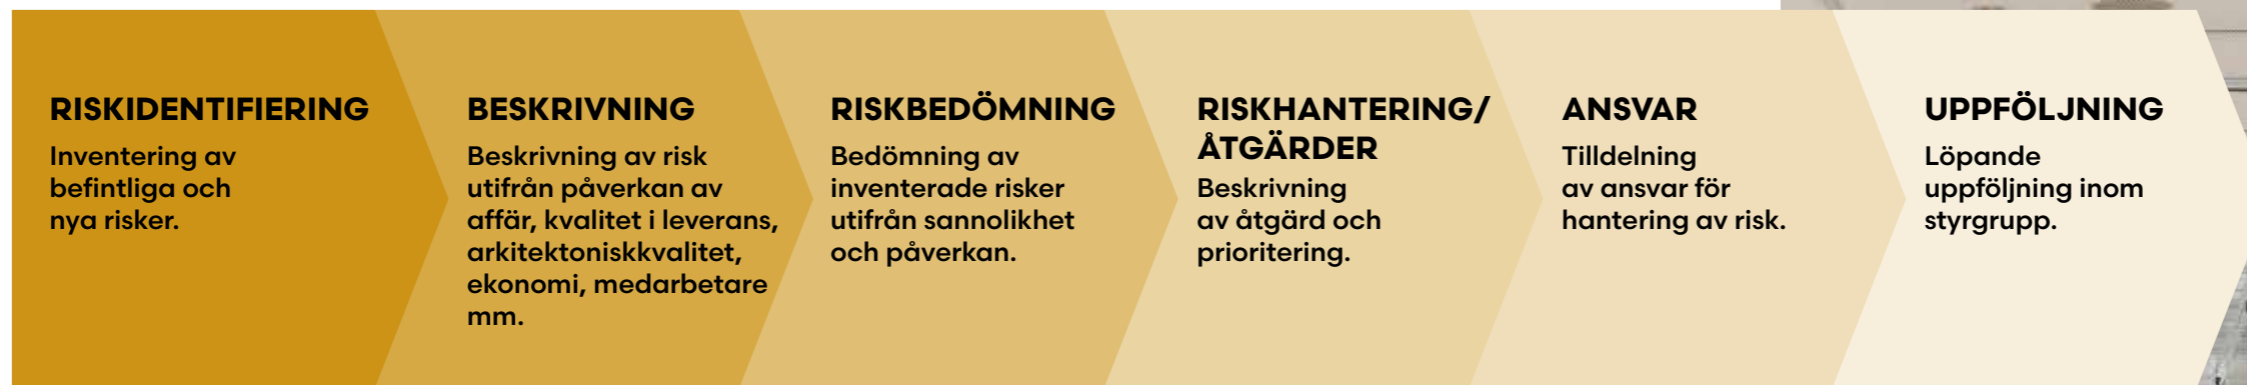 RISKIDENTIFIERING
Inventering av
befintliga och
nya risker.
BESKRIVNING
Beskrivning av risk
utifrån påverkan av
affär, kvalitet i leverans,
arkitektoniskkvalitet,
ekonomi, medarbetare
mm.
RISKBEDÖMNING
Bedömning av
inventerade risker
utifrån sannolikhet
och påverkan.
RISKHANTERING/
ÅTGÄRDER
Beskrivning
av åtgärd och
prioritering.
ANSVAR
Tilldelning
av ansvar för
hantering av risk.
UPPFÖLJNING
Löpande
uppföljning inom
styrgrupp.